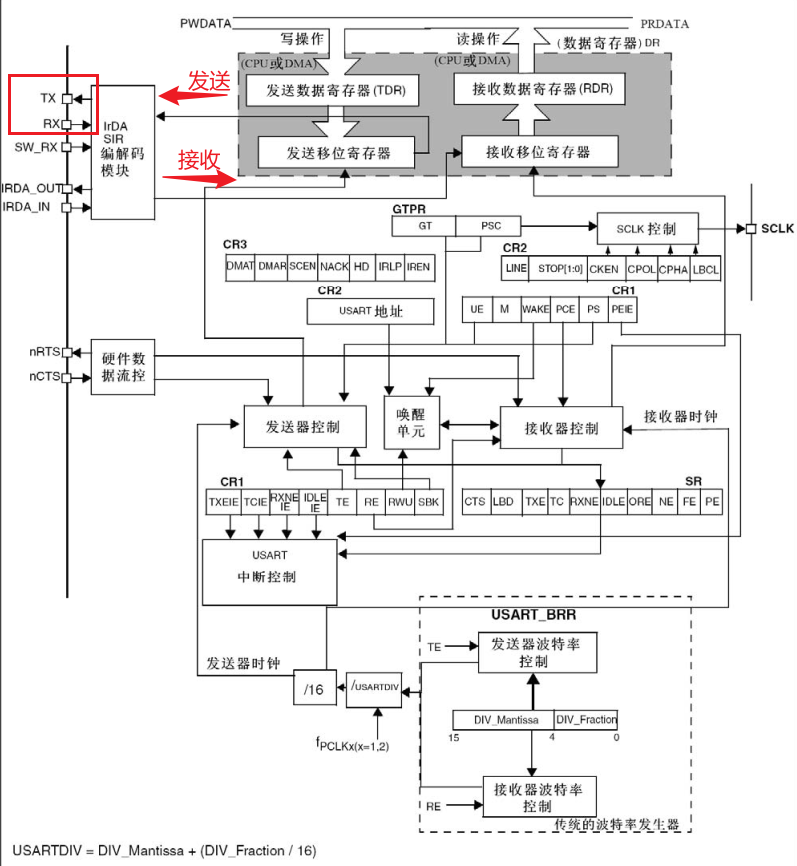 PWDATA
PRDATA
写操作
读操作
(数据寄存器) DR
(CPU或DMA)
(CPU或DMA)
发送
发送数据寄存器(TDR)
接收数据寄存器(RDR)
TX
RX
SW_RX
IRDA_OUT
IRDA_IN
IrDA
SIR
编解码
模块
接收
发送移位寄存器
接收移位寄存器
GTPR
GT
PSC
SCLK 控制
SCLK
CR3
DMAT
DMAR
SCEN
NACK
HD
IRLP
IREN
CR2
LINE
STOP[1:0]
CKEN
CPOL
CPHA
LBCL
CR2
USART 地址
CR1
UE
M
WAKE
PCE
PS
PEIE
nRTS
nCTS
硬件数
据流控
发送器控制
唤醒
单元
接收器控制
接收器时钟
CR1
TXEIE
TCIE
RXNE
IE
IDLE
IE
TE
RE
RWU
SBK
SR
CTS
LBD
TXE
TC
RXNE
IDLE
ORE
NE
FE
PE
USART
中断控制
USART_BRR
TE
发送器波特率
控制
发送器时钟
/16
/USARTDIV
fPCLKx(x=1,2)
DIV_Mantissa
DIV_Fraction
15
4
0
RE
接收器波特率
控制
传统的波特率发生器
USARTDIV = DIV_Mantissa + (DIV_Fraction / 16)